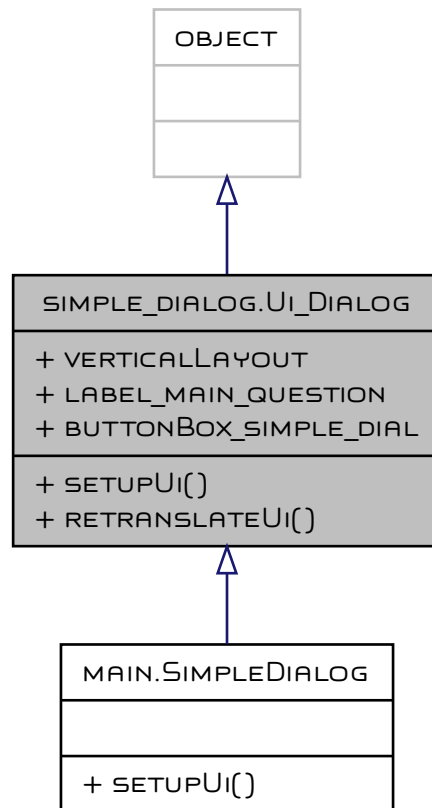 object
simple_dialog.Ui_Dialog
+ verticalLayout
+ label_main_question
+ buttonBox_simple_dial
+ setupUi()
+ retranslateUi()
main.SimpleDialog
+ setupUi()